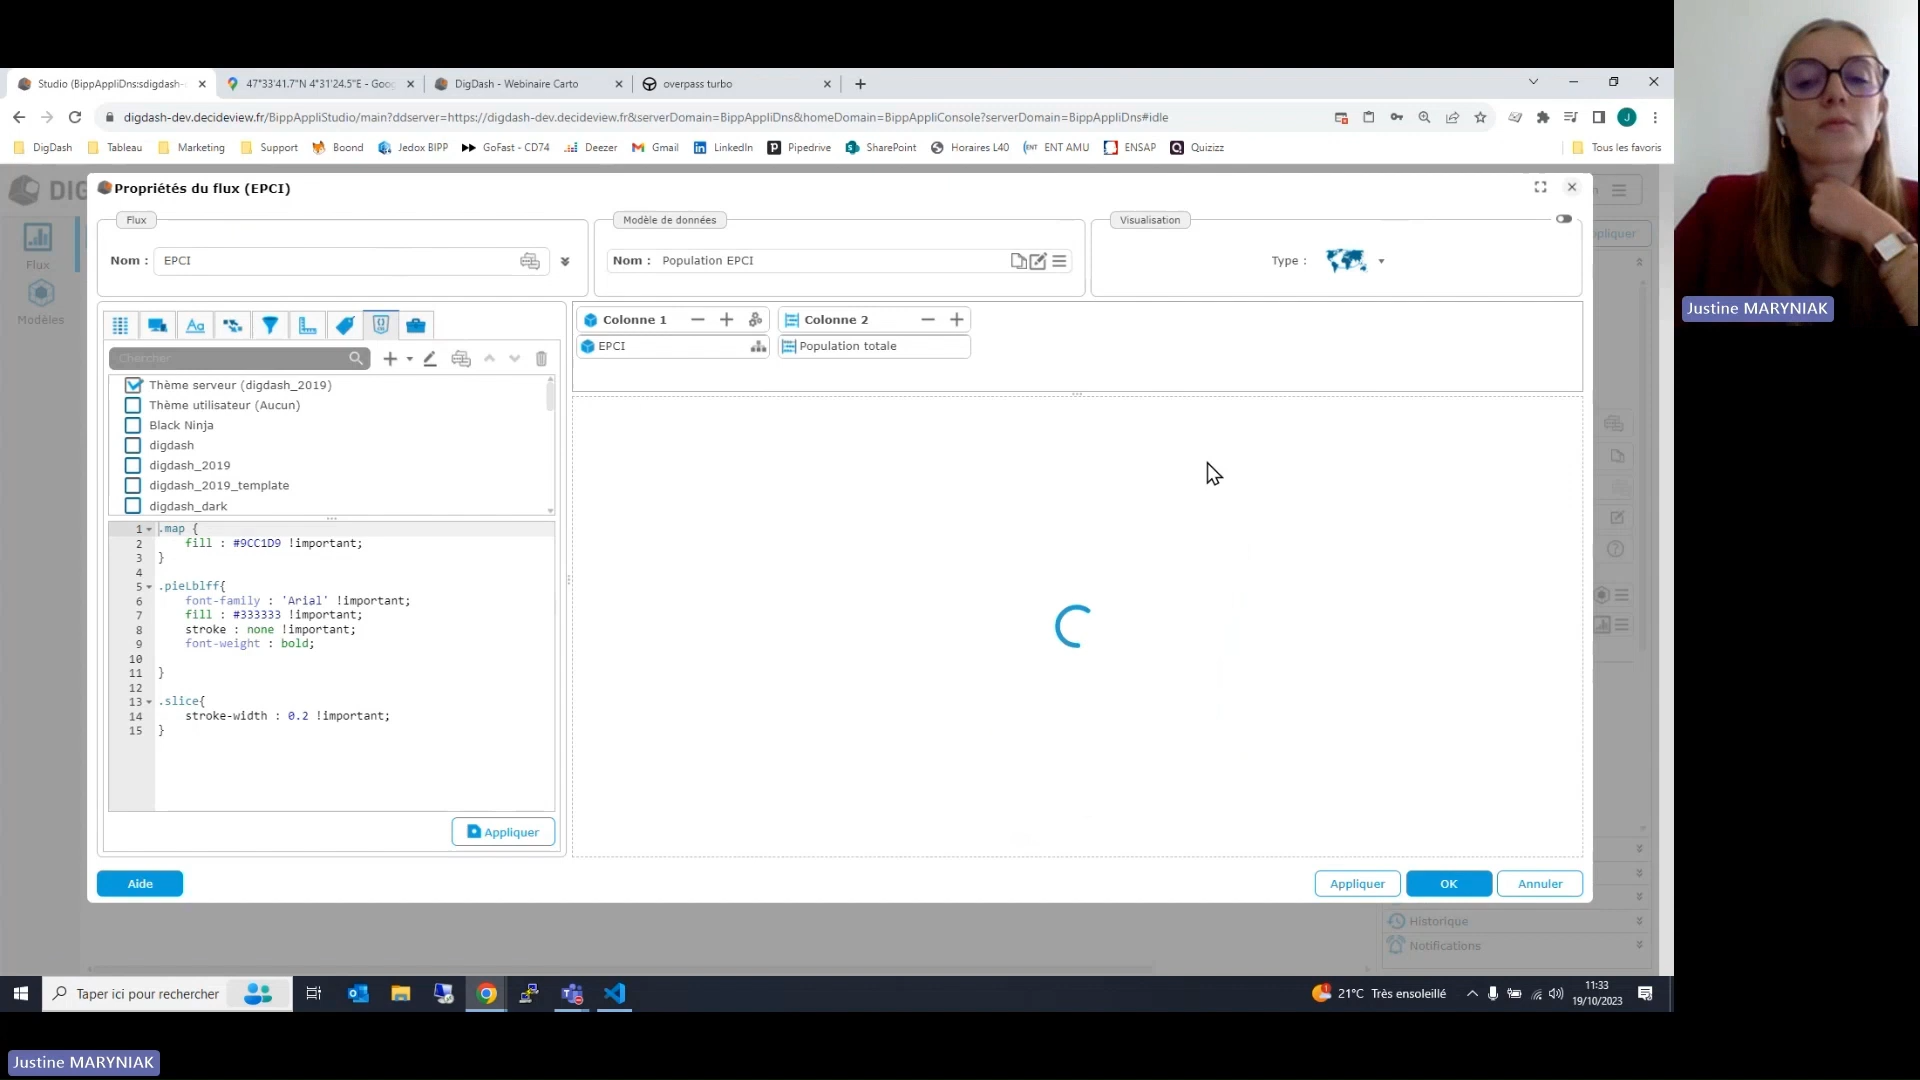 Studio (BippAppliDns:sdigdash-
47°33'41.7"N 4°31'24.5"E - Goog
DigDash - Webinaire Carto
overpass turbo
digdash-dev.decideview.fr/BippAppliStudio/main?ddserver=https://digdash-dev.decideview.fr&serverDomain=BippAppliDns&homeDomain=BippAppliConsole?serverDomain=BippAppliDns#idle
J
DigDash
Tableau
Marketing
Support
Boond
Jedox BIPP
GoFast - CD74
Deezer
Gmail
LinkedIn
Pipedrive
SharePoint
Horaires L40
ENT AMU
ENSAP
Quizizz
Tous les favoris
DIG
Propriétés du flux (EPCI)
Flux
Modèle de données
Visualisation
Nom :
EPCI
Nom :
Population EPCI
Type :
Flux
Modèles
pliquer
Colonne 1
Colonne 2
EPCI
Population totale
Chercher
Thème serveur (digdash_2019)
Thème utilisateur (Aucun)
Black Ninja
digdash
digdash_2019
digdash_2019_template
digdash_dark
1 .map {
2 fill : #9CC1D9 !important;
3 }
4
5 .pieLblff{
6 font-family : 'Arial' !important;
7 fill : #333333 !important;
8 stroke : none !important;
9 font-weight : bold;
10
11 }
12
13 .slice{
14 stroke-width : 0.2 !important;
15 }
Appliquer
Aide
Appliquer
OK
Annuler
Historique
Notifications
Taper ici pour rechercher
21°C Très ensoleillé
11:33
19/10/2023
Justine MARYNIAK
Justine MARYNIAK